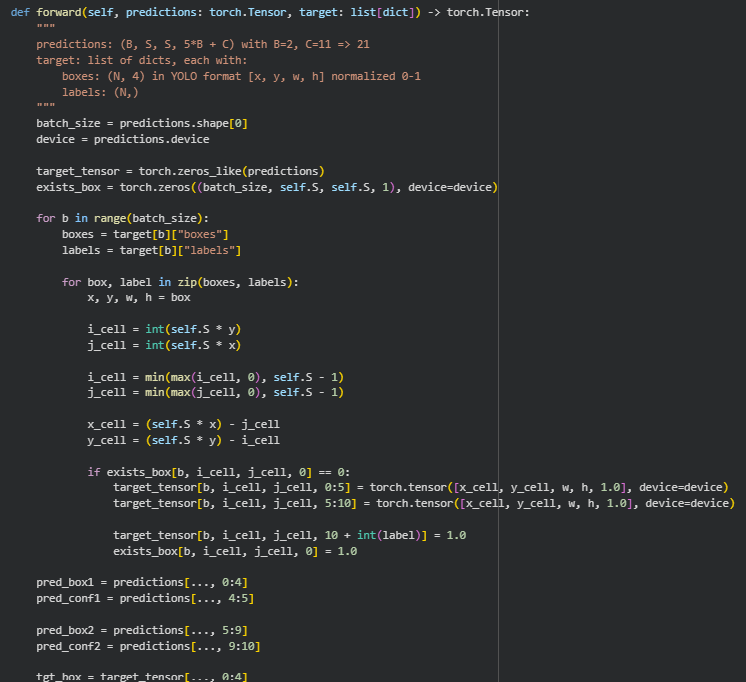 def forward(self, predictions: torch.Tensor, target: list[dict]) -> torch.Tensor:
"""
predictions: (B, S, S, 5*B + C) with B=2, C=11 => 21
target: list of dicts, each with:
boxes: (N, 4) in YOLO format [x, y, w, h] normalized 0-1
labels: (N,)
"""
batch_size = predictions.shape[0]
device = predictions.device
target_tensor = torch.zeros_like(predictions)
exists_box = torch.zeros((batch_size, self.S, self.S, 1), device=device)
for b in range(batch_size):
boxes = target[b]["boxes"]
labels = target[b]["labels"]
for box, label in zip(boxes, labels):
x, y, w, h = box
i_cell = int(self.S * y)
j_cell = int(self.S * x)
i_cell = min(max(i_cell, 0), self.S - 1)
j_cell = min(max(j_cell, 0), self.S - 1)
x_cell = (self.S * x) - j_cell
y_cell = (self.S * y) - i_cell
if exists_box[b, i_cell, j_cell, 0] == 0:
target_tensor[b, i_cell, j_cell, 0:5] = torch.tensor([x_cell, y_cell, w, h, 1.0], device=device)
target_tensor[b, i_cell, j_cell, 5:10] = torch.tensor([x_cell, y_cell, w, h, 1.0], device=device)
target_tensor[b, i_cell, j_cell, 10 + int(label)] = 1.0
exists_box[b, i_cell, j_cell, 0] = 1.0
pred_box1 = predictions[..., 0:4]
pred_conf1 = predictions[..., 4:5]
pred_box2 = predictions[..., 5:9]
pred_conf2 = predictions[..., 9:10]
tgt_box = target_tensor[..., 0:4]